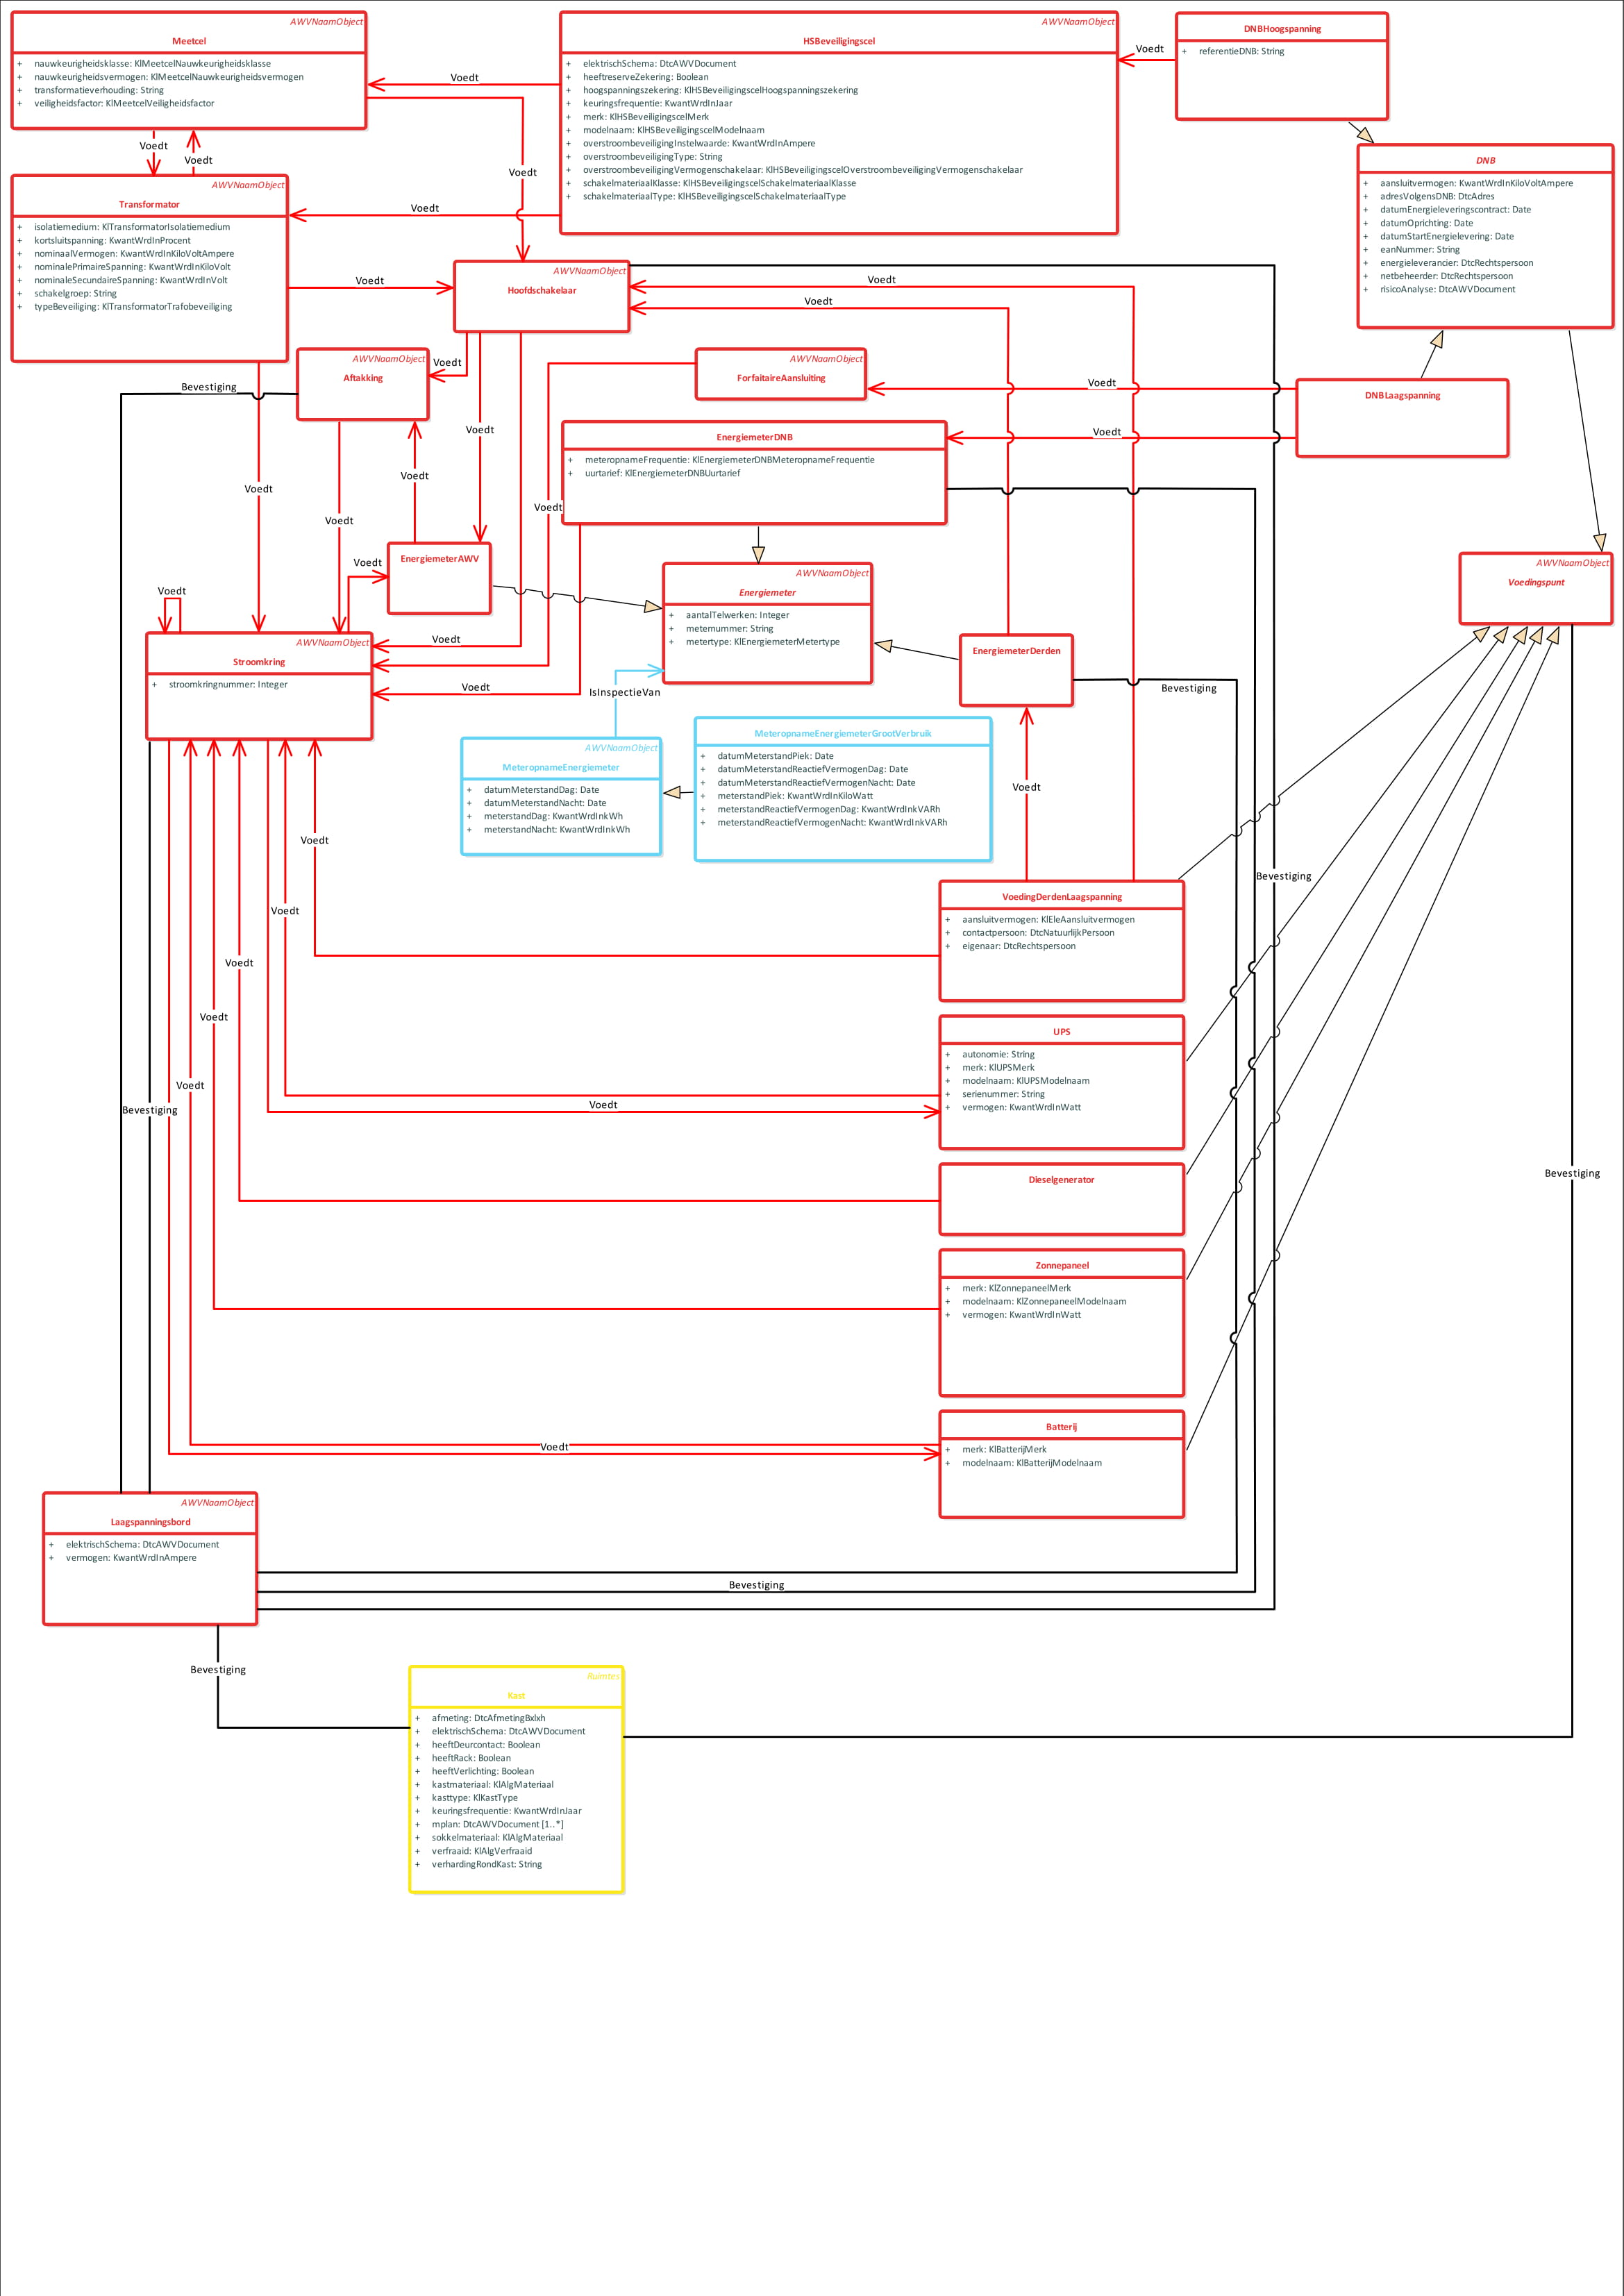 AWVNaamObject
Meetcel
+ nauwkeurigheidsklasse: KlMeetcelNauwkeurigheidsklasse
+ nauwkeurigheidsvermogen: KlMeetcelNauwkeurigheidsvermogen
+ transformatieverhouding: String
+ veiligheidsfactor: KlMeetcelVeiligheidsfactor
AWVNaamObject
HSBeveiligingscel
+ elektrischSchema: DtcAWVDocument
+ heeftreserveZekering: Boolean
+ hoogspanningszekering: KlHSBeveiligingscelHoogspanningszekering
+ keuringsfrequentie: KwantWrdInJaar
+ merk: KlHSBeveiligingscelMerk
+ modelnaam: KlHSBeveiligingscelModelnaam
+ overstroombeveiligingInstelwaarde: KwantWrdInAmpere
+ overstroombeveiligingType: String
+ overstroombeveiligingVermogenschakelaar: KlHSBeveiligingscelOverstroombeveiligingVermogenschakelaar
+ schakelmateriaalKlasse: KlHSBeveiligingscelSchakelmateriaalKlasse
+ schakelmateriaalType: KlHSBeveiligingscelSchakelmateriaalType
DNBHoogspanning
+ referentieDNB: String
Voedt
Voedt
Voedt
Voedt
Voedt
Voedt
DNB
+ aansluitvermogen: KwantWrdInKiloVoltAmpere
+ adresVolgensDNB: DtcAdres
+ datumEnergieleveringscontract: Date
+ datumOprichting: Date
+ datumStartEnergielevering: Date
+ eanNummer: String
+ energieleverancier: DtcRechtspersoon
+ netbeheerder: DtcRechtspersoon
+ risicoAnalyse: DtcAWVDocument
AWVNaamObject
Transformator
+ isolatiemedium: KlTransformatorIsolatiemedium
+ kortsluitspanning: KwantWrdInProcent
+ nominaalVermogen: KwantWrdInKiloVoltAmpere
+ nominalePrimaireSpanning: KwantWrdInKiloVolt
+ nominaleSecundaireSpanning: KwantWrdInVolt
+ schakelgroep: String
+ typeBeveiliging: KlTransformatorTrafobeveiliging
Voedt
AWVNaamObject
Hoofdschakelaar
Voedt
Voedt
AWVNaamObject
Aftakking
Voedt
Bevestiging
AWVNaamObject
ForfaitaireAansluiting
Voedt
DNBLaagspanning
Voedt
EnergiemeterDNB
+ meteropnameFrequentie: KlEnergiemeterDNBMeteropnameFrequentie
+ uurtarief: KlEnergiemeterDNBUurtarief
Voedt
Voedt
Voedt
Voedt
Voedt
Voedt
EnergiemeterAWV
AWVNaamObject
Energiemeter
+ aantalTelwerken: Integer
+ meternummer: String
+ metertype: KlEnergiemeterMetertype
AWVNaamObject
Voedingspunt
Voedt
AWVNaamObject
Stroomkring
+ stroomkringnummer: Integer
Voedt
Voedt
EnergiemeterDerden
IsInspectieVan
Bevestiging
AWVNaamObject
MeteropnameEnergiemeter
+ datumMeterstandDag: Date
+ datumMeterstandNacht: Date
+ meterstandDag: KwantWrdInkWh
+ meterstandNacht: KwantWrdInkWh
MeteropnameEnergiemeterGrootVerbruik
+ datumMeterstandPiek: Date
+ datumMeterstandReactiefVermogenDag: Date
+ datumMeterstandReactiefVermogenNacht: Date
+ meterstandPiek: KwantWrdInKiloWatt
+ meterstandReactiefVermogenDag: KwantWrdInkVARh
+ meterstandReactiefVermogenNacht: KwantWrdInkVARh
Voedt
Voedt
Bevestiging
VoedingDerdenLaagspanning
+ aansluitvermogen: KlEleAansluitvermogen
+ contactpersoon: DtcNatuurlijkPersoon
+ eigenaar: DtcRechtspersoon
Voedt
Voedt
Voedt
UPS
+ autonomie: String
+ merk: KlUPSMerk
+ modelnaam: KlUPSModelnaam
+ serienummer: String
+ vermogen: KwantWrdInWatt
Voedt
Voedt
Bevestiging
Dieselgenerator
Bevestiging
Zonnepaneel
+ merk: KlZonnepaneelMerk
+ modelnaam: KlZonnepaneelModelnaam
+ vermogen: KwantWrdInWatt
Batterij
+ merk: KlBatterijMerk
+ modelnaam: KlBatterijModelnaam
Voedt
AWVNaamObject
Laagspanningsbord
+ elektrischSchema: DtcAWVDocument
+ vermogen: KwantWrdInAmpere
Bevestiging
Bevestiging
Ruimtes
Kast
+ afmeting: DtcAfmetingBxlxh
+ elektrischSchema: DtcAWVDocument
+ heeftDeurcontact: Boolean
+ heeftRack: Boolean
+ heeftVerlichting: Boolean
+ kastmateriaal: KlAlgMateriaal
+ kasttype: KlKastType
+ keuringsfrequentie: KwantWrdInJaar
+ mplan: DtcAWVDocument [1..*]
+ sokkelmateriaal: KlAlgMateriaal
+ verfraaid: KlAlgVerfraaid
+ verhardingRondKast: String